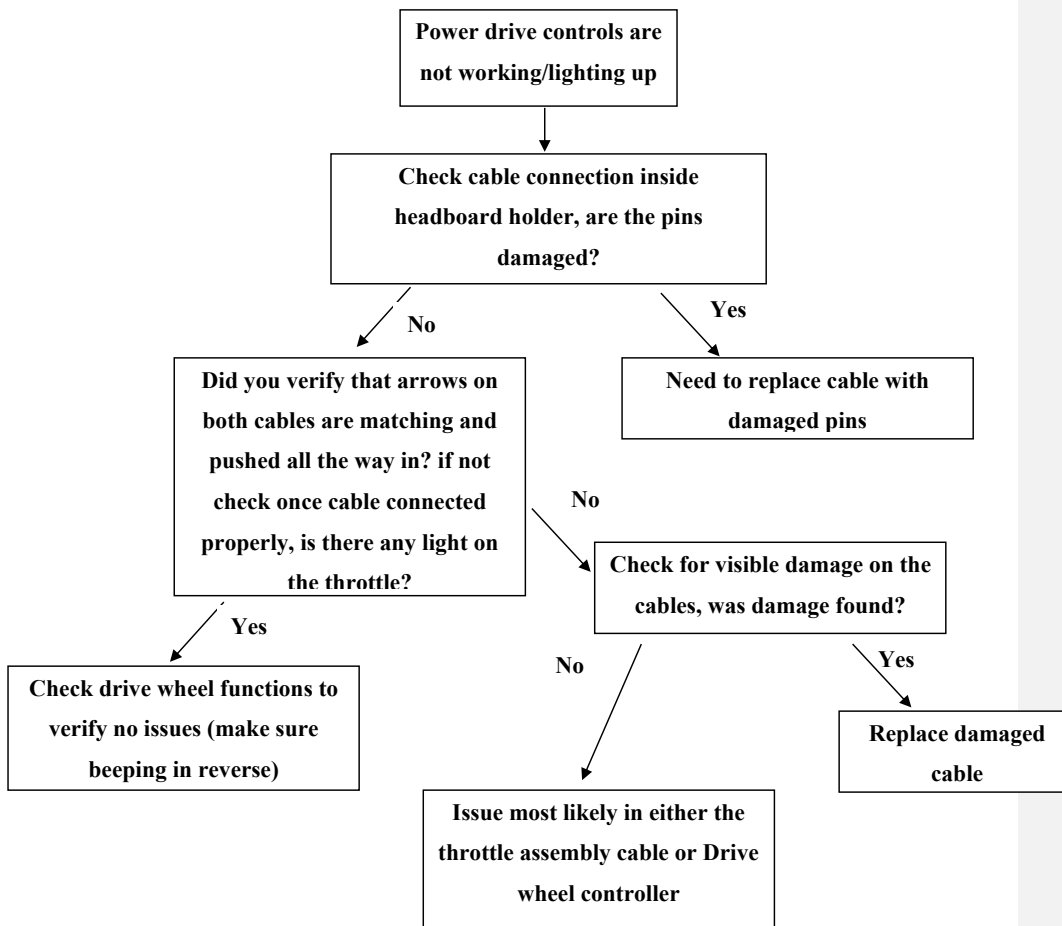 Power drive controls are
not working/lighting up
Check cable connection inside
headboard holder, are the pins
damaged?
No
Yes
Did you verify that arrows on
both cables are matching and
pushed all the way in? if not
check once cable connected
properly, is there any light on
the throttle?
Need to replace cable with
damaged pins
No
Check for visible damage on the
cables, was damage found?
Yes
Check drive wheel functions to
verify no issues (make sure
beeping in reverse)
No
Yes
Replace damaged
cable
Issue most likely in either the
throttle assembly cable or Drive
wheel controller